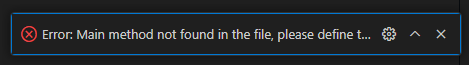 Error: Main method not found in the file, please define t...